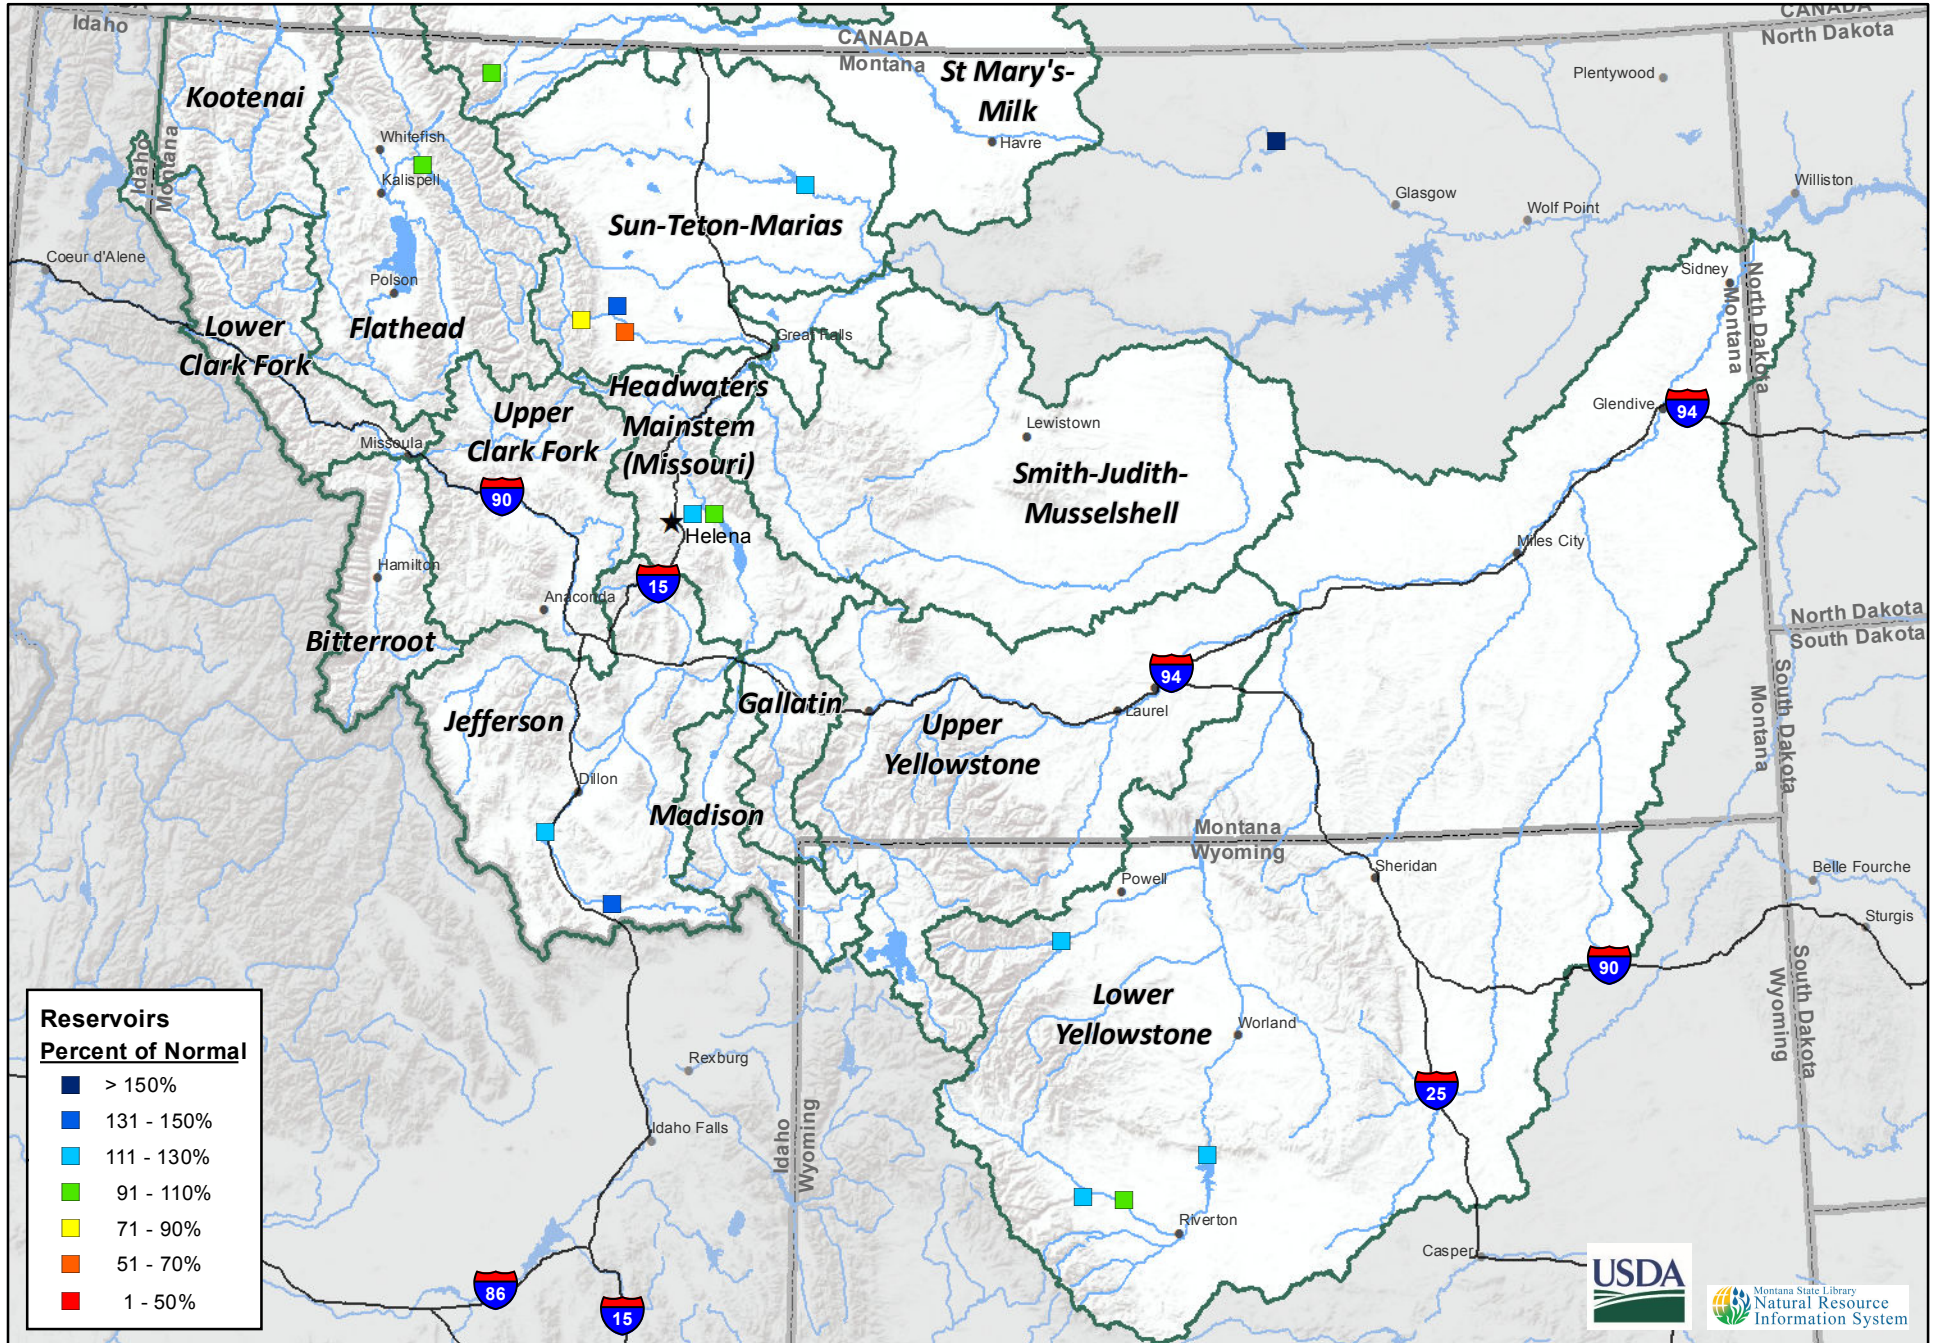 Idaho
CANADA
Montana
CANADA
North Dakota
Kootenai
St Mary's-
Milk
Plentywood
Whitefish
Havre
Idaho
Montana
Kalispell
Glasgow
Wolf Point
Williston
Sun-Teton-Marias
Coeur d'Alene
Polson
Sidney
North Dakota
Montana
Lower
Clark Fork
Flathead
Great Falls
Headwaters
Mainstem
(Missouri)
Upper
Clark Fork
Glendive
94
Lewistown
Missoula
Smith-Judith-
Musselshell
90
Helena
Miles City
Hamilton
15
Anaconda
North Dakota
South Dakota
Bitterroot
94
South Dakota
Montana
Gallatin
Jefferson
Laurel
Upper
Yellowstone
Dillon
Madison
Montana
Wyoming
Sheridan
Powell
Belle Fourche
Sturgis
90
South Dakota
Wyoming
Lower
Yellowstone
Worland
Rexburg
25
Idaho Falls
Idaho
Wyoming
Riverton
Casper
86
15
Reservoirs
Percent of Normal
> 150%
131 - 150%
111 - 130%
91 - 110%
71 - 90%
51 - 70%
1 - 50%
USDA
Montana State Library
Natural Resource
Information System